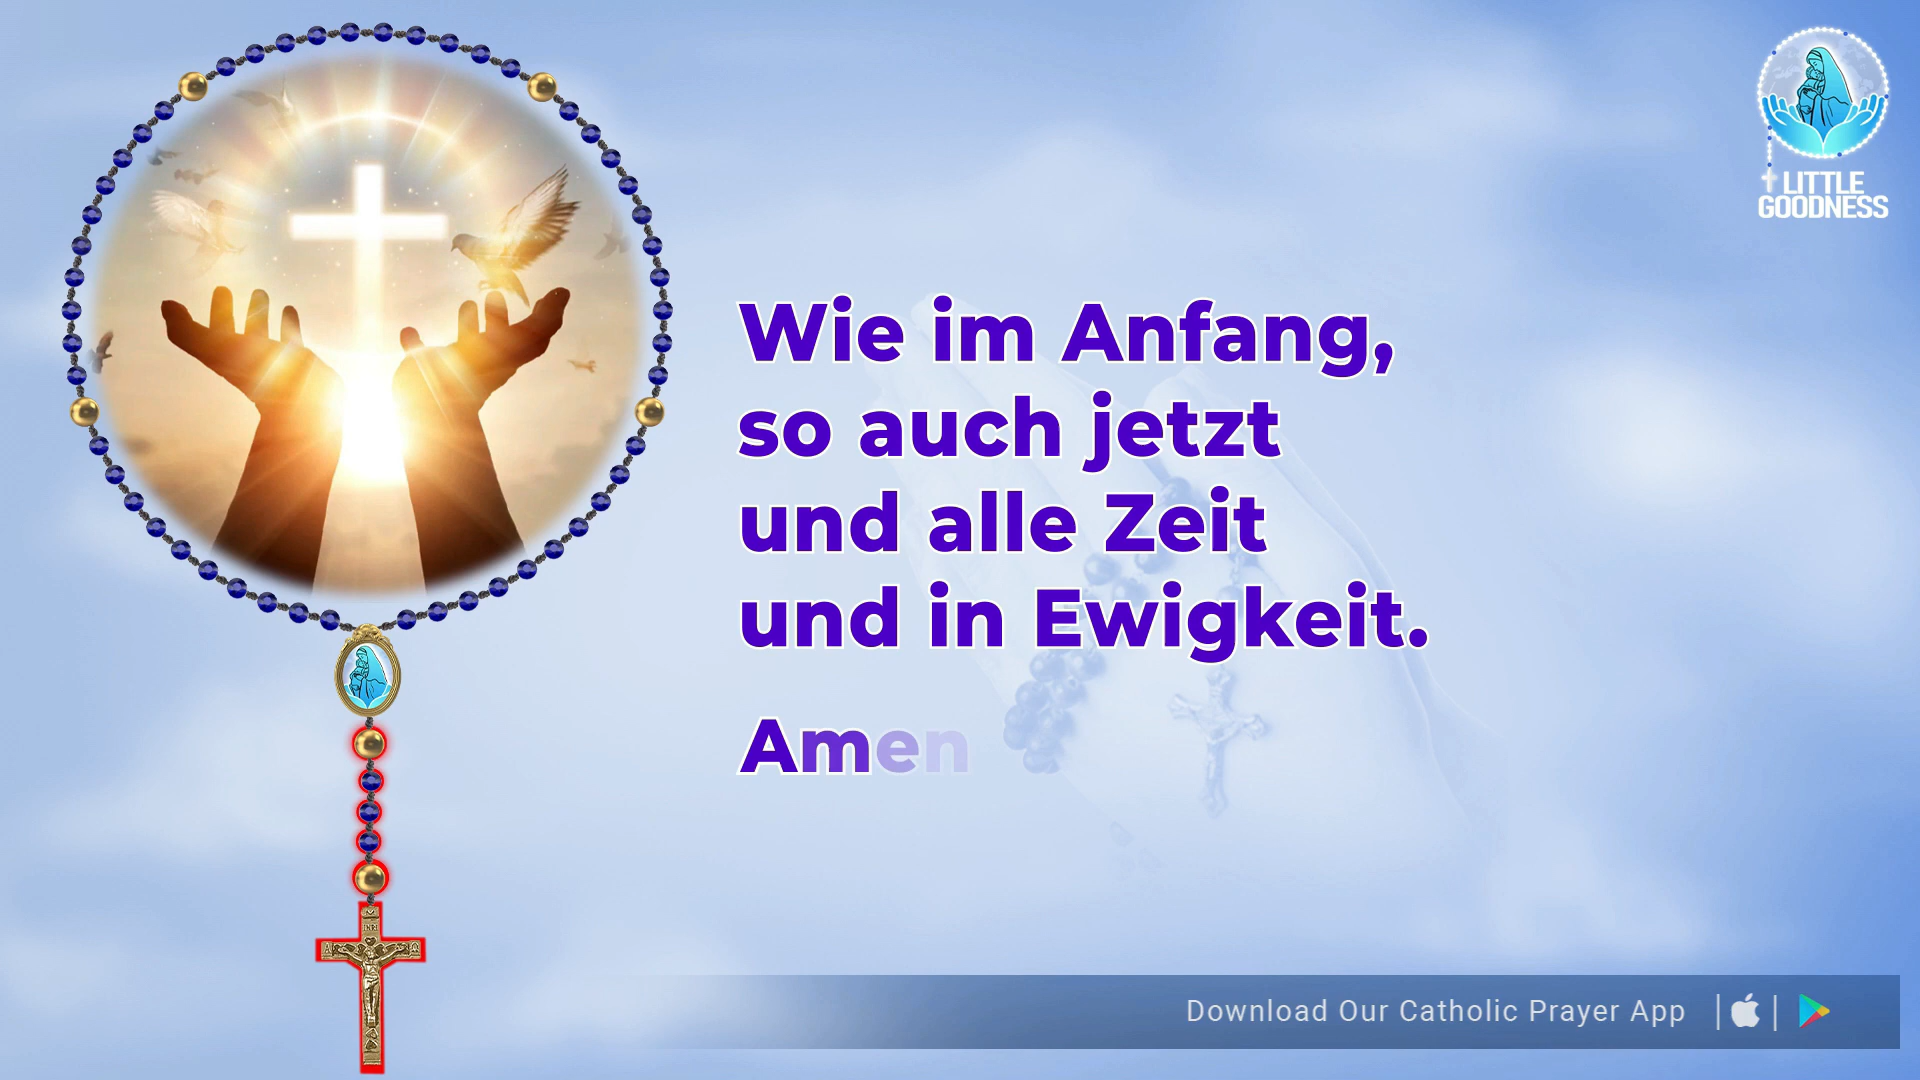 LITTLE
GOODNESS
Wie im Anfang,
so auch jetzt
und alle Zeit
und in Ewigkeit.
Amen
INRI
Download Our Catholic Prayer App